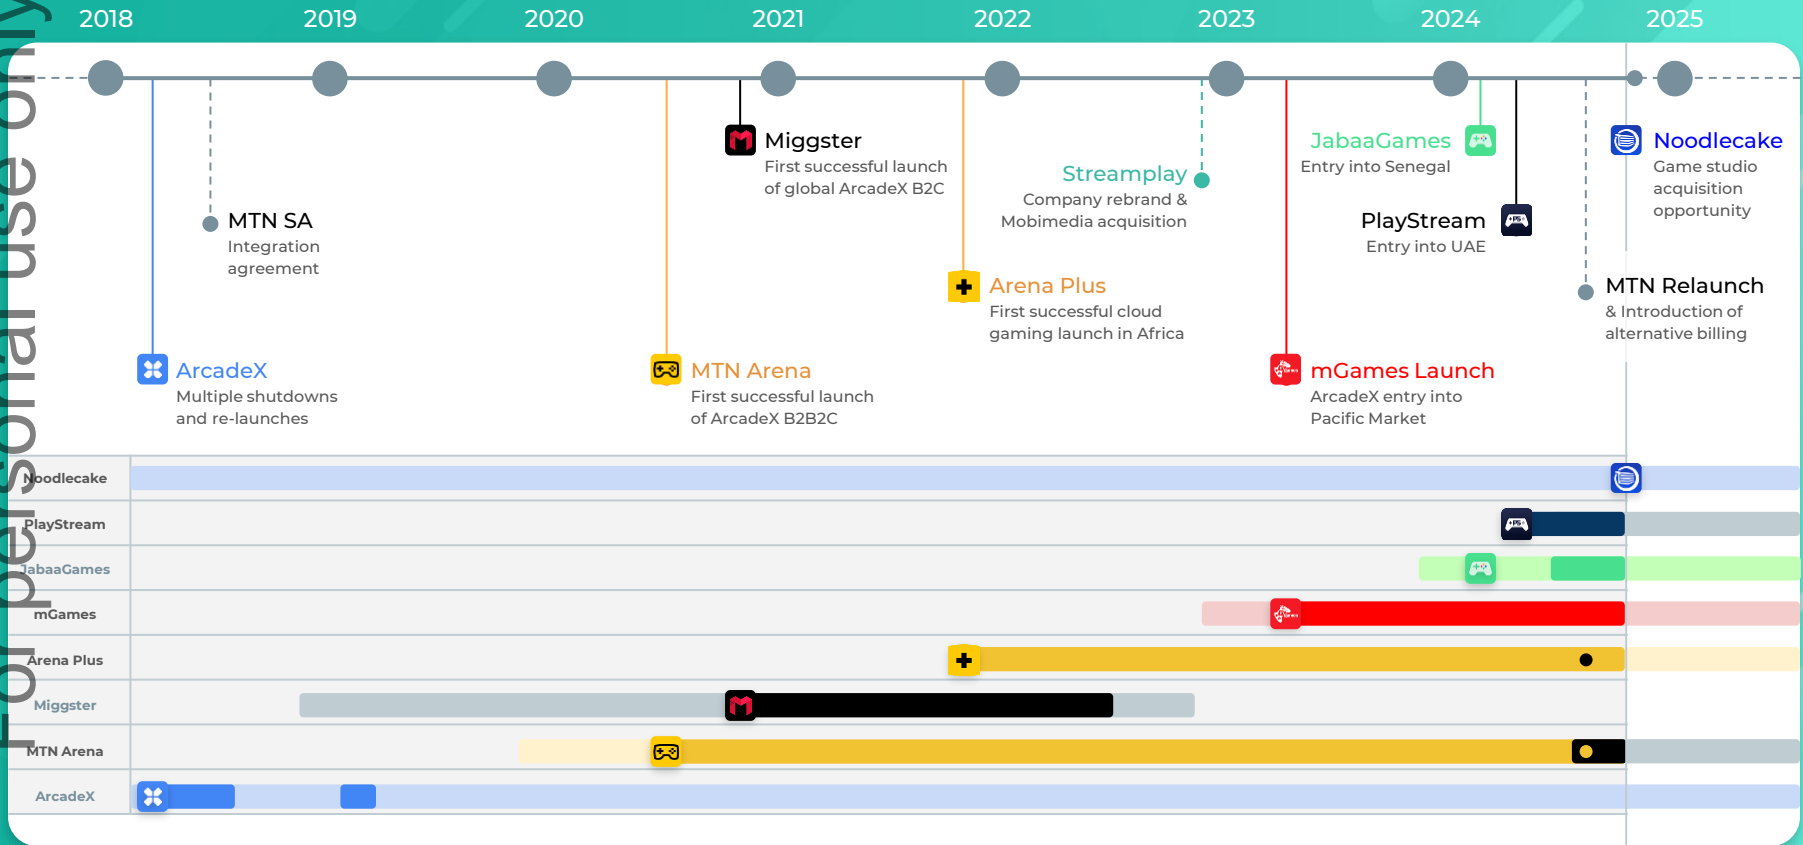 2018 2019 2020 2021 2022 2023 2024 2025
For personal use only
Miggster
First successful launch
of global ArcadeX B2C
JabaaGames
Entry into Senegal
Noodlecake
Game studio
acquisition
opportunity
Streamplay
Company rebrand &
Mobimedia acquisition
MTN SA
Integration
agreement
PlayStream
Entry into UAE
Arena Plus
First successful cloud
gaming launch in Africa
MTN Relaunch
& Introduction of
alternative billing
ArcadeX
Multiple shutdowns
and re-launches
MTN Arena
First successful launch
of ArcadeX B2B2C
mGames Launch
ArcadeX entry into
Pacific Market
Noodlecake
PlayStream
JabaaGames
mGames
Arena Plus
Miggster
MTN Arena
ArcadeX